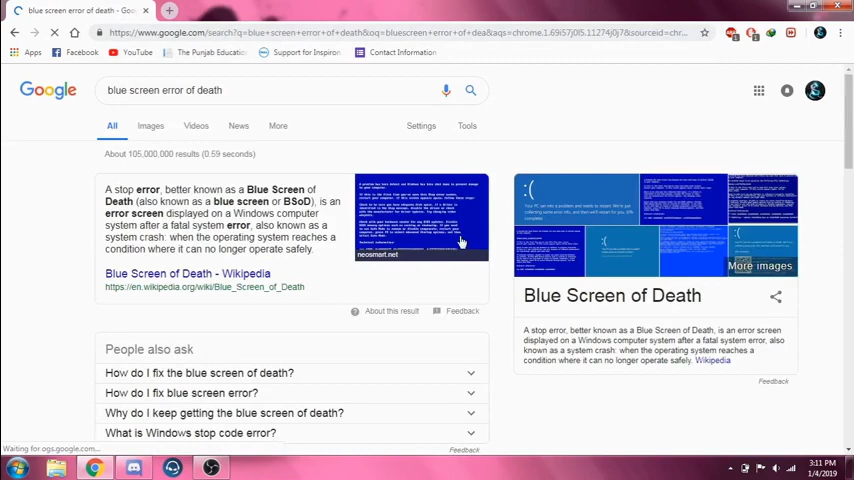 blue screen error of death - Go
https://www.google.com/search?q=blue+screen+error+of+death&oq=bluescreen+error+of+dea&aqs=chrome.1.69i57j0l5.11274j0j7&sourceid=chr...
Apps Facebook YouTube The Punjab Educatio Support for Inspiron Contact Information
Google
blue screen error of death
All Images Videos News More Settings Tools
About 105,000,000 results (0.59 seconds)
A stop error, better known as a Blue Screen of
Death (also known as a blue screen or BSoD), is an
error screen displayed on a Windows computer
system after a fatal system error, also known as a
system crash: when the operating system reaches a
condition where it can no longer operate safely.
neosmart.net
Blue Screen of Death - Wikipedia
https://en.wikipedia.org/wiki/Blue_Screen_of_Death
About this result Feedback
People also ask
How do I fix the blue screen of death?
How do I fix blue screen error?
Why do I keep getting the blue screen of death?
What is Windows stop code error?
Feedback
More images
Blue Screen of Death
A stop error, better known as a Blue Screen of Death, is an error screen
displayed on a Windows computer system after a fatal system error, also
known as a system crash: when the operating system reaches a condition
where it can no longer operate safely. Wikipedia
Feedback
Waiting for ogs.google.com...
3:11 PM
1/4/2019